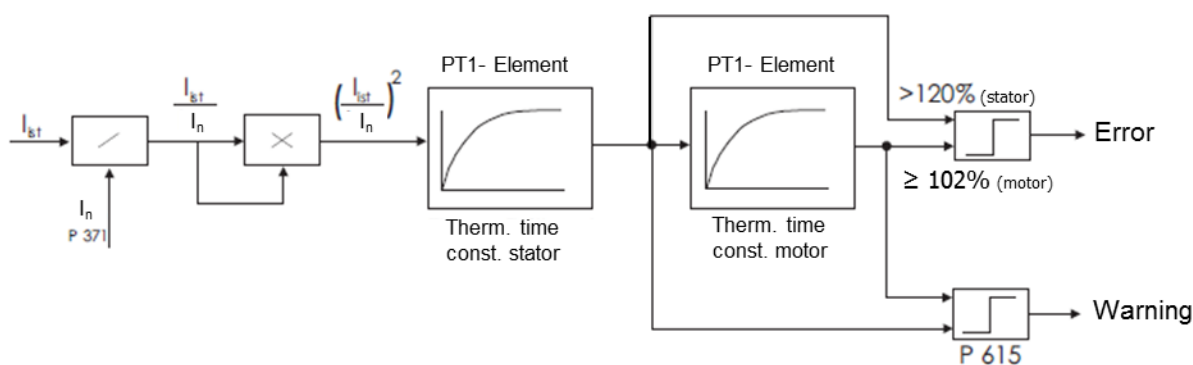 PT1- Element
PT1- Element
>120% (stator)
I_ist
I_ist
I_n
(I_ist
I_n)^2
I_n
P 371
Error
≥ 102% (motor)
Therm. time
const. stator
Therm. time
const. motor
Warning
P 615